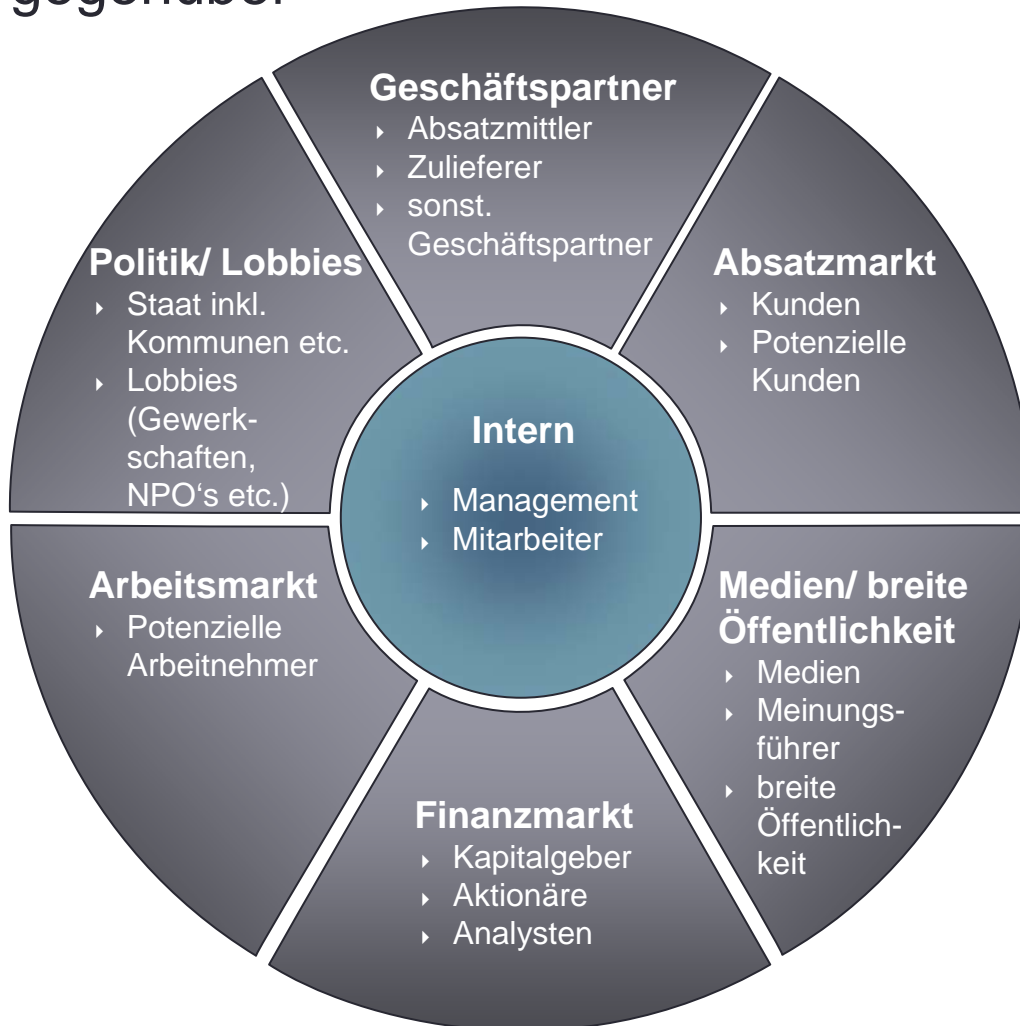 gegenüber
Geschäftspartner
‣ Absatzmittler
‣ Zulieferer
‣ sonst.
Geschäftspartner
Politik/ Lobbies
‣ Staat inkl.
Kommunen etc.
‣ Lobbies
(Gewerk-
schaften,
NPO‘s etc.)
Absatzmarkt
‣ Kunden
‣ Potenzielle
Kunden
Intern
‣ Management
‣ Mitarbeiter
Arbeitsmarkt
‣ Potenzielle
Arbeitnehmer
Medien/ breite
Öffentlichkeit
‣ Medien
‣ Meinungs-
führer
‣ breite
Öffentlich-
keit
Finanzmarkt
‣ Kapitalgeber
‣ Aktionäre
‣ Analysten